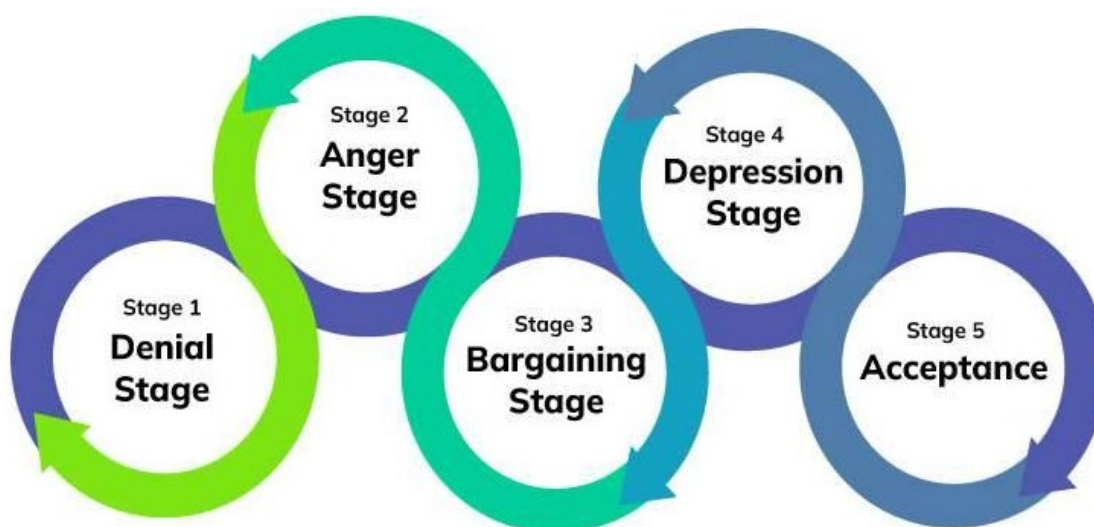 Stage 1
Denial
Stage
Stage 2
Anger
Stage
Stage 3
Bargaining
Stage
Stage 4
Depression
Stage
Stage 5
Acceptance